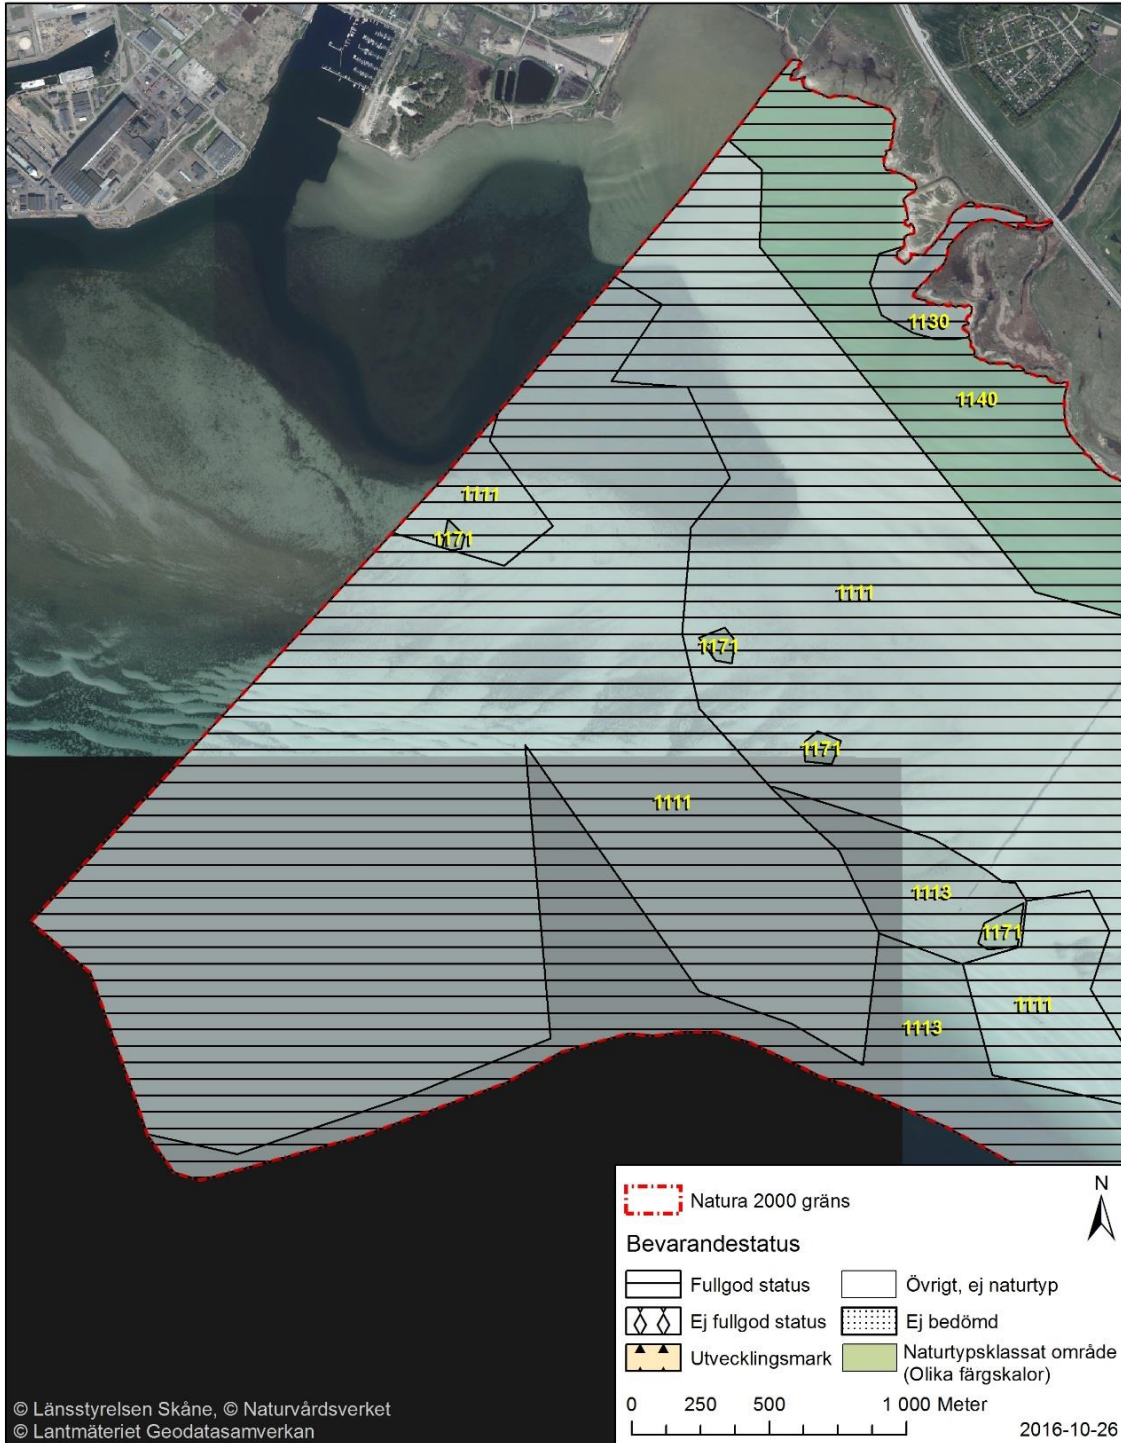 1130
1140
1111
1171
1111
1171
1171
1111
1113
1171
1111
1113
N
Natura 2000 gräns
Bevarandestatus
Fullgod status
Övrigt, ej naturtyp
Ej fullgod status
Ej bedömd
Utvecklingsmark
Naturtypsklassat område
(Olika färgskalor)
0 250 500 1 000 Meter
2016-10-26
© Länsstyrelsen Skåne, © Naturvårdsverket
© Lantmäteriet Geodatasamverkan